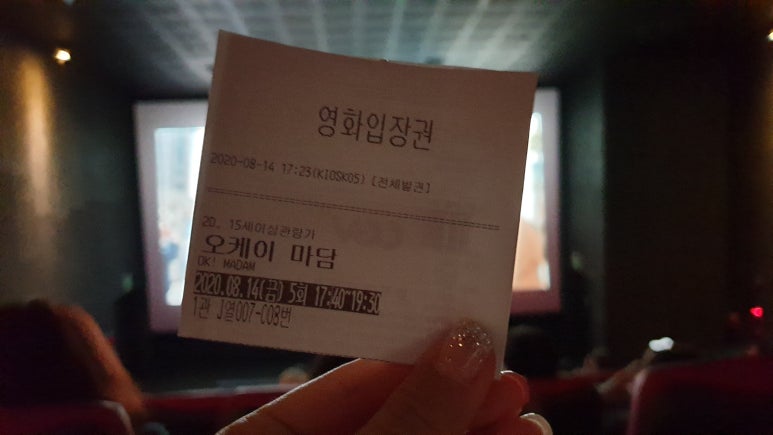 영화입장권
2020-08-14 17:23(KIOSK05) [전체발권]
2D, 15세이상관람가
오케이 마담
OK! MADAM
2020.08.14(금) 5회 17:40~19:30
1관 J열007-008번